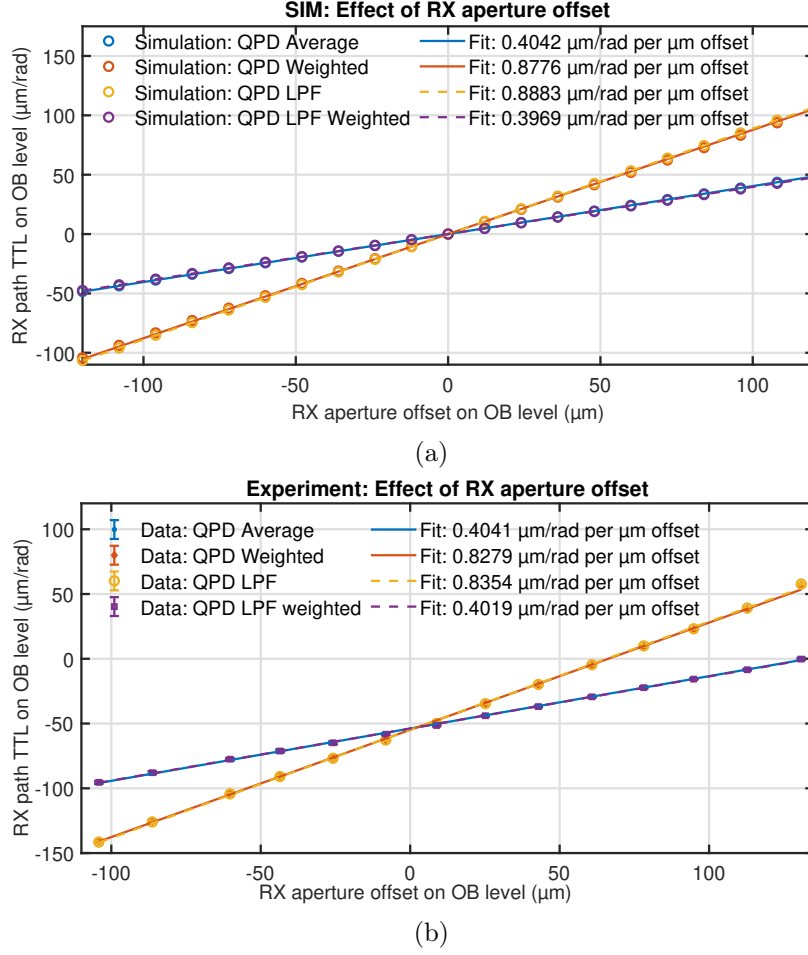 SIM: Effect of RX aperture offset
Simulation: QPD Average
Fit: 0.4042 µm/rad per µm offset
Simulation: QPD Weighted
Fit: 0.8776 µm/rad per µm offset
Simulation: QPD LPF
Fit: 0.8883 µm/rad per µm offset
Simulation: QPD LPF Weighted
Fit: 0.3969 µm/rad per µm offset
RX path TTL on OB level (µm/rad)
150
100
50
0
-50
-100
-100
-50
0
50
100
RX aperture offset on OB level (µm)
(a)
Experiment: Effect of RX aperture offset
Data: QPD Average
Fit: 0.4041 µm/rad per µm offset
Data: QPD Weighted
Fit: 0.8279 µm/rad per µm offset
Data: QPD LPF
Fit: 0.8354 µm/rad per µm offset
Data: QPD LPF weighted
Fit: 0.4019 µm/rad per µm offset
RX path TTL on OB level (µm/rad)
100
50
0
-50
-100
-150
-100
-50
0
50
100
RX aperture offset on OB level (µm)
(b)